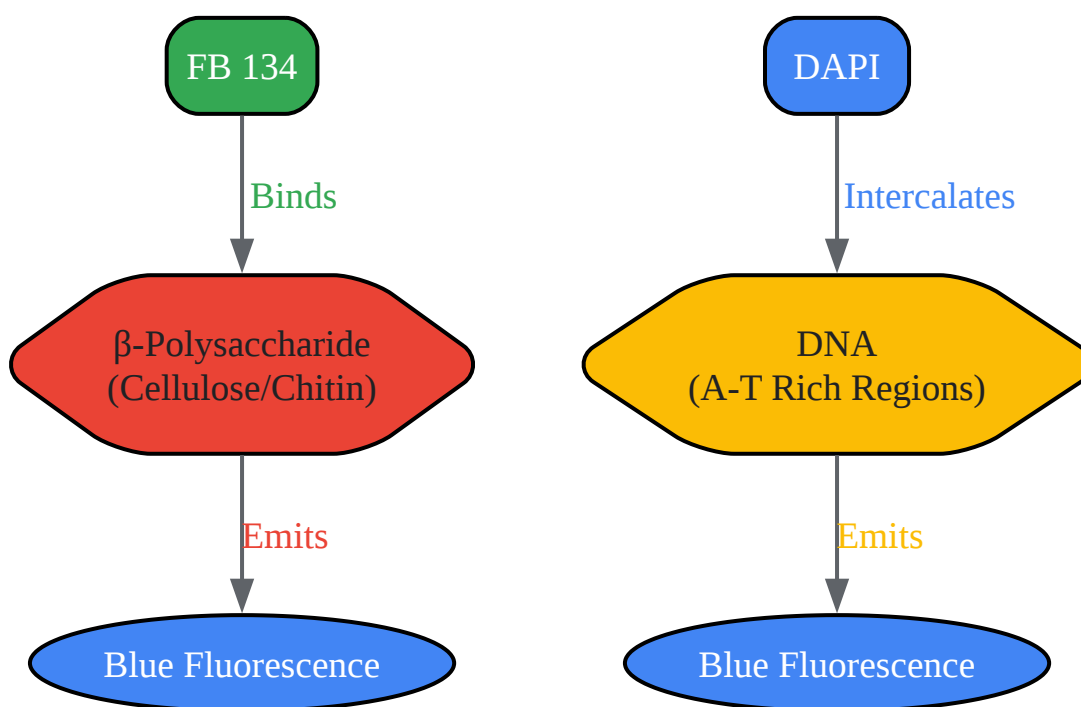 FB 134
DAPI
Binds
Intercalates
β-Polysaccharide
(Cellulose/Chitin)
DNA
(A-T Rich Regions)
Emits
Emits
Blue Fluorescence
Blue Fluorescence